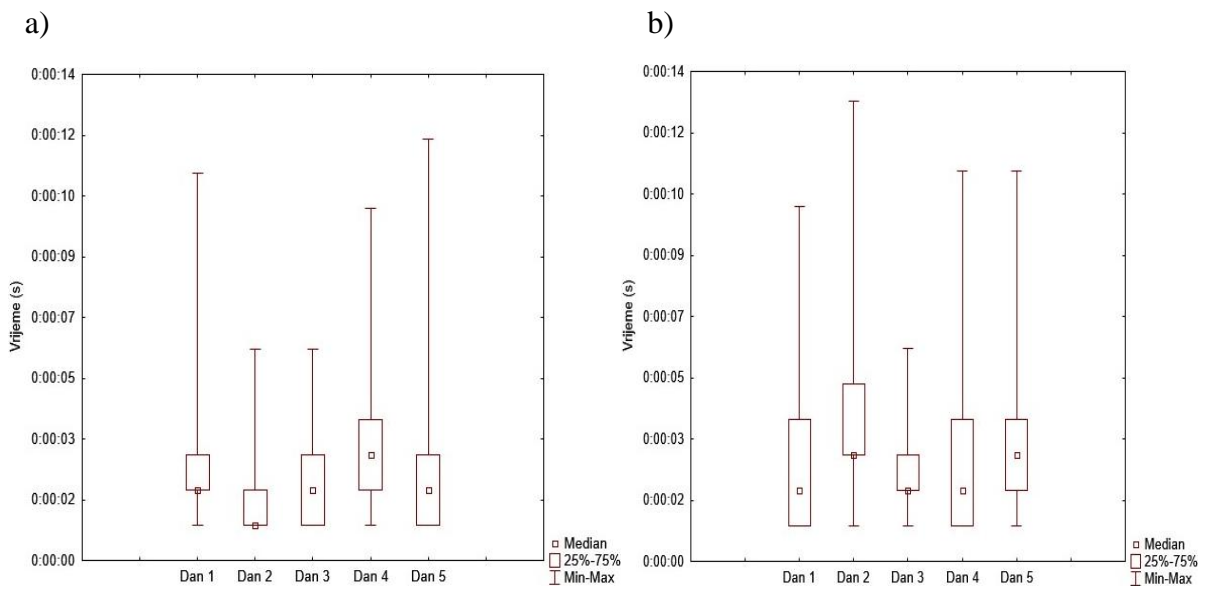 a)
0:00:14
0:00:12
0:00:10
0:00:09
0:00:07
0:00:05
0:00:03
0:00:02
0:00:00
Vrijeme (s)
Dan 1 Dan 2 Dan 3 Dan 4 Dan 5
Median
25%-75%
Min-Max
b)
0:00:14
0:00:12
0:00:10
0:00:09
0:00:07
0:00:05
0:00:03
0:00:02
0:00:00
Vrijeme (s)
Dan 1 Dan 2 Dan 3 Dan 4 Dan 5
Median
25%-75%
Min-Max